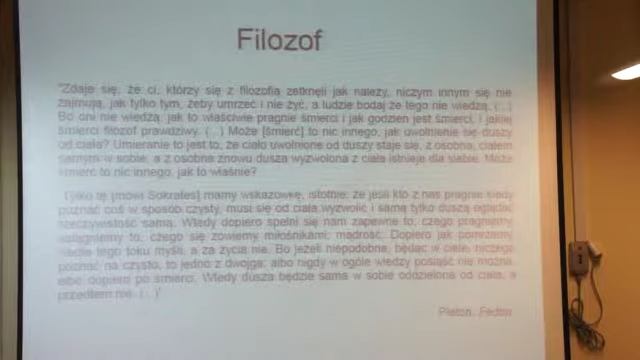 Filozof
"Zdaje się, że ci, którzy się z filozofią zetknęli jak należy, niczym innym się nie
zajmują, jak tylko tym, żeby umrzeć i nie żyć, a ludzie bodaj że tego nie wiedzą. (...)
Bo oni nie wiedzą, jak to właściwie pragnie śmierci i jak godzien jest śmierci, i jakiej
śmierci filozof prawdziwy. (...) Może [śmierć] to nic innego, jak uwolnienie się duszy
od ciała? Umieranie to jest to, że ciało uwolnione od duszy staje się, z osobna, ciałem
samym w sobie, a z osobna znowu dusza wyzwolona z ciała istnieje dla siebie. Może
śmierć to nic innego, jak to właśnie?
Tylko tę [mówi Sokrates] mamy wskazówkę, istotnie, że jeśli kto z nas pragnie kiedy
poznać coś w sposób czysty, musi się od ciała wyzwolić i samą tylko duszą oglądać
rzeczywistość samą. Wtedy dopiero spełni się nam zapewne to, czego pragniemy
to, czego się zowiemy miłośnikami: mądrość. Dopiero jak pomrzemy
tego toku myśli, a za życia nie. Bo jeżeli niepodobna, będąc w ciele, niczego
poznać na czysto, to jedno z dwojga: albo nigdy w ogóle wiedzy posiąść nie można,
albo dopiero po śmierci. Wtedy dusza będzie sama w sobie oddzielona od ciała, a
przedtem nie. (...)"
Platon, Fedon